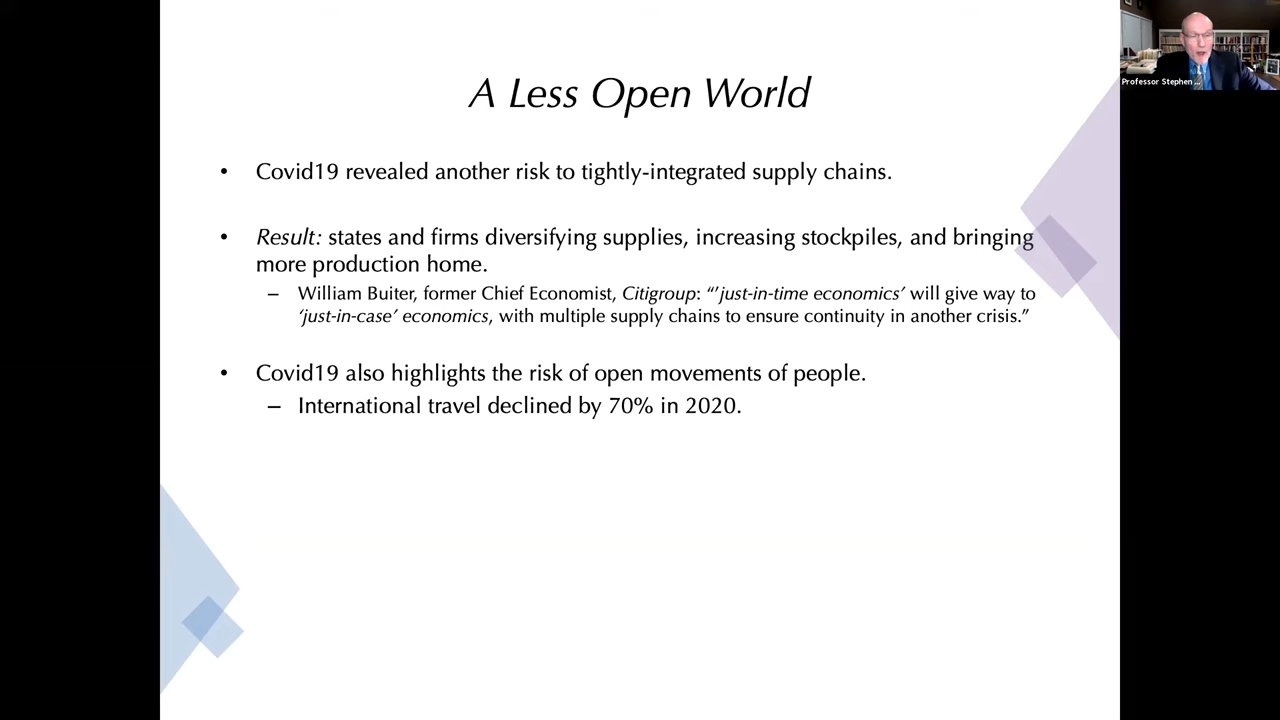 A Less Open World
Professor Stephen ...
• Covid19 revealed another risk to tightly-integrated supply chains.
• Result: states and firms diversifying supplies, increasing stockpiles, and bringing
more production home.
– William Buiter, former Chief Economist, Citigroup: “’just-in-time economics’ will give way to
‘just-in-case’ economics, with multiple supply chains to ensure continuity in another crisis.”
• Covid19 also highlights the risk of open movements of people.
– International travel declined by 70% in 2020.